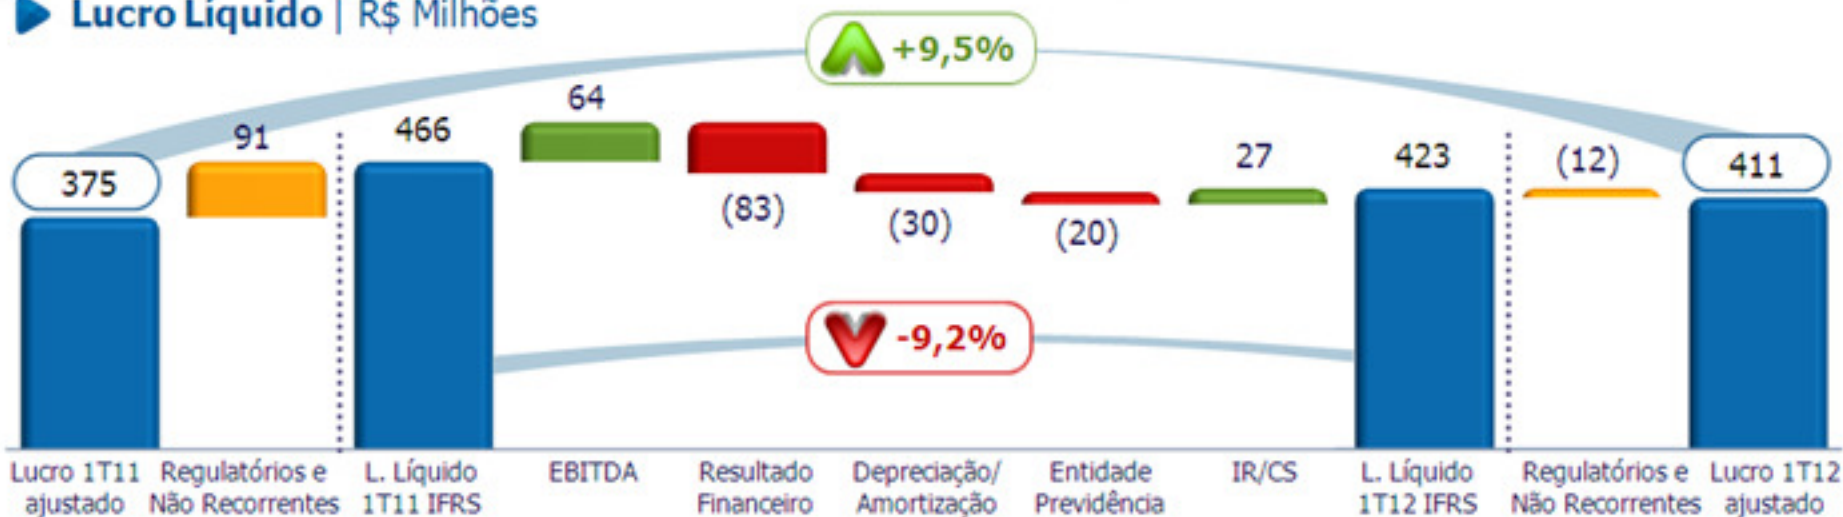 Lucro Líquido | R$ Milhões
+9,5%
375
91
466
64
(83)
(30)
(20)
27
423
(12)
411
-9,2%
Lucro 1T11
ajustado
Regulatórios e
Não Recorrentes
L. Líquido
1T11 IFRS
EBITDA
Resultado
Financeiro
Depreciação/
Amortização
Entidade
Previdência
IR/CS
L. Líquido
1T12 IFRS
Regulatórios e
Não Recorrentes
Lucro 1T12
ajustado